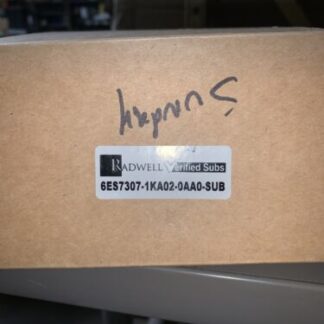 RADWELL Verified Subs
6ES7307-1KA02-0AA0-SUB